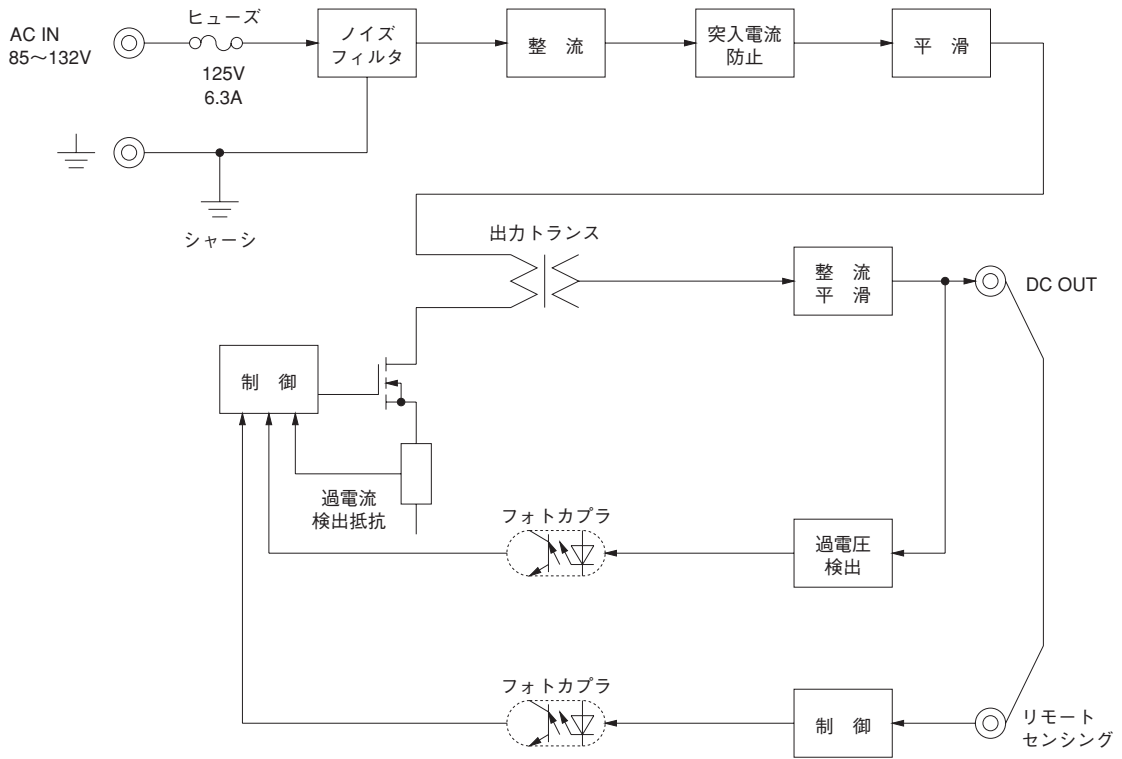 AC IN
85～132V
ヒューズ
125V
6.3A
ノイズ
フィルタ
整 流
突入電流
防止
平 滑
シャーシ
出力トランス
整 流
平 滑
DC OUT
制 御
過電流
検出抵抗
フォトカプラ
過電圧
検出
フォトカプラ
制 御
リモート
センシング